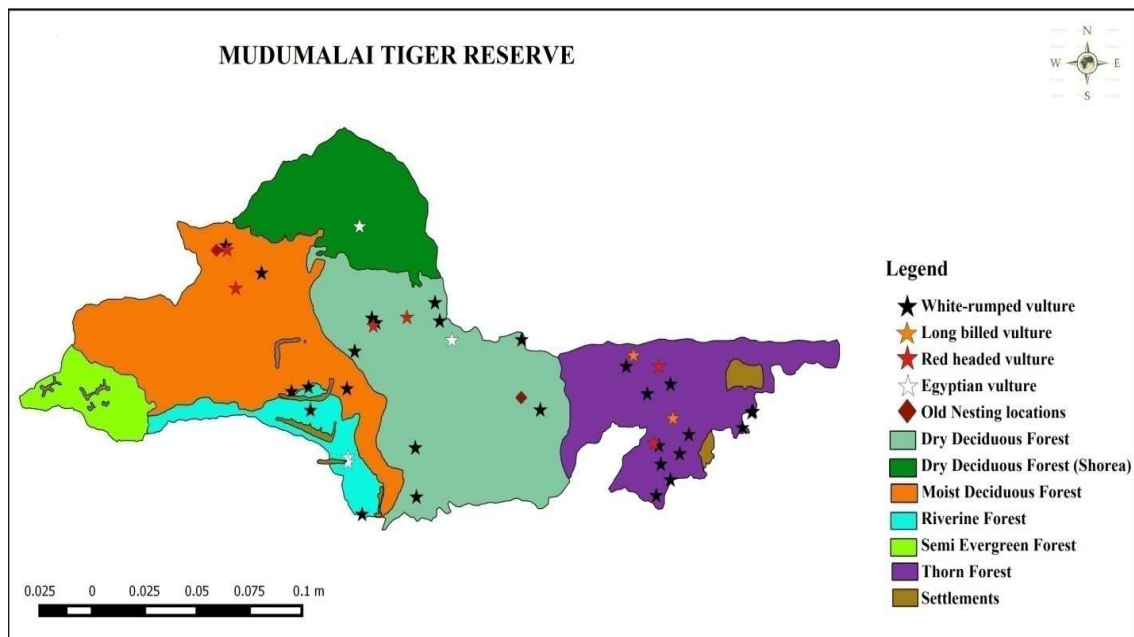 MUDUMALAI TIGER RESERVE
N
W E
S
Legend
White-rumped vulture
Long billed vulture
Red headed vulture
Egyptian vulture
Old Nesting locations
Dry Deciduous Forest
Dry Deciduous Forest (Shorea)
Moist Deciduous Forest
Riverine Forest
Semi Evergreen Forest
Thorn Forest
Settlements
0.025 0 0.025 0.05 0.075 0.1 m